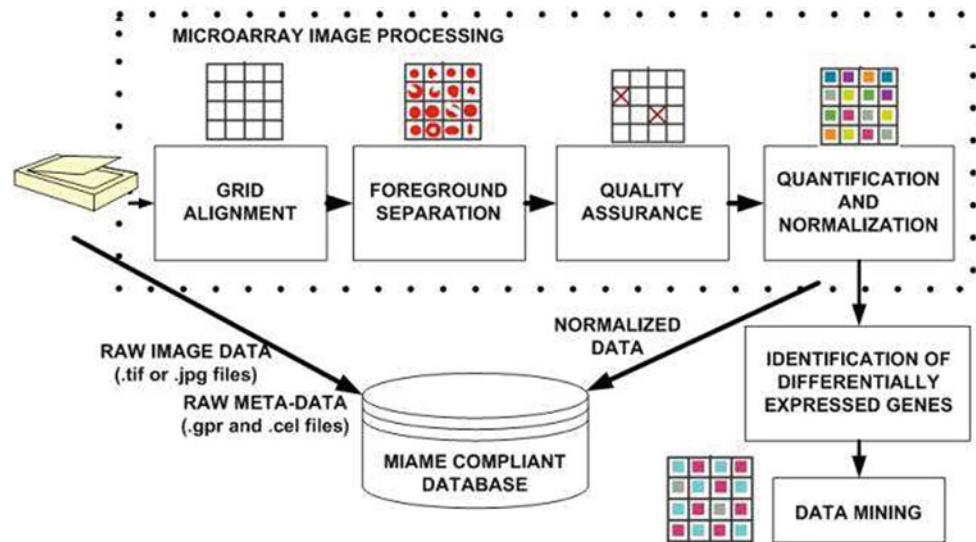 MICROARRAY IMAGE PROCESSING
GRID
ALIGNMENT
FOREGROUND
SEPARATION
QUALITY
ASSURANCE
QUANTIFICATION
AND
NORMALIZATION
RAW IMAGE DATA
(.tif or .jpg files)
RAW META-DATA
(.gpr and .cel files)
NORMALIZED
DATA
MIAME COMPLIANT
DATABASE
IDENTIFICATION OF
DIFFERENTIALLY
EXPRESSED GENES
DATA MINING